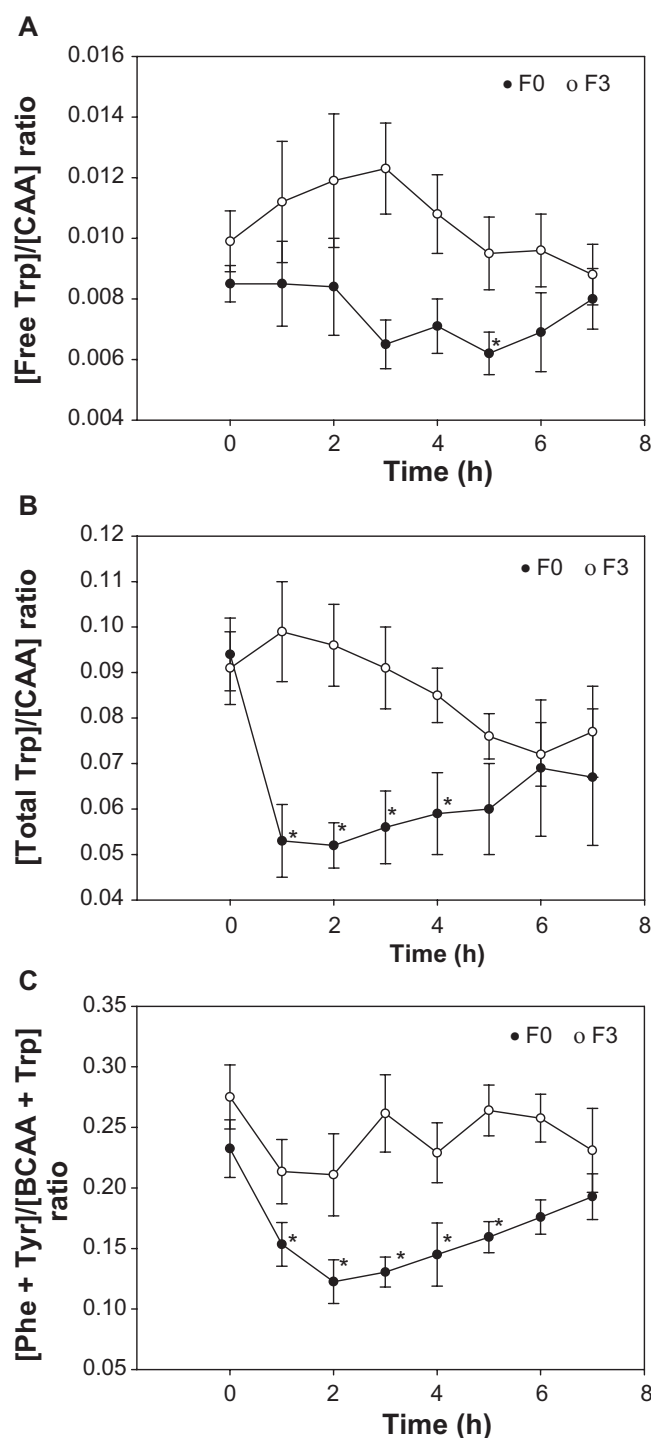 A
[Free Trp]/[CAA] ratio
0.016
0.014
0.012
0.010
0.008
0.006
0.004
● F0 o F3
*
0 2 4 6 8
Time (h)
B
[Total Trp]/[CAA] ratio
0.12
0.11
0.10
0.09
0.08
0.07
0.06
0.05
0.04
● F0 o F3
* * * *
0 2 4 6 8
Time (h)
C
[Phe + Tyr]/[BCAA + Trp]
ratio
0.35
0.30
0.25
0.20
0.15
0.10
0.05
● F0 o F3
* * * * *
0 2 4 6 8
Time (h)